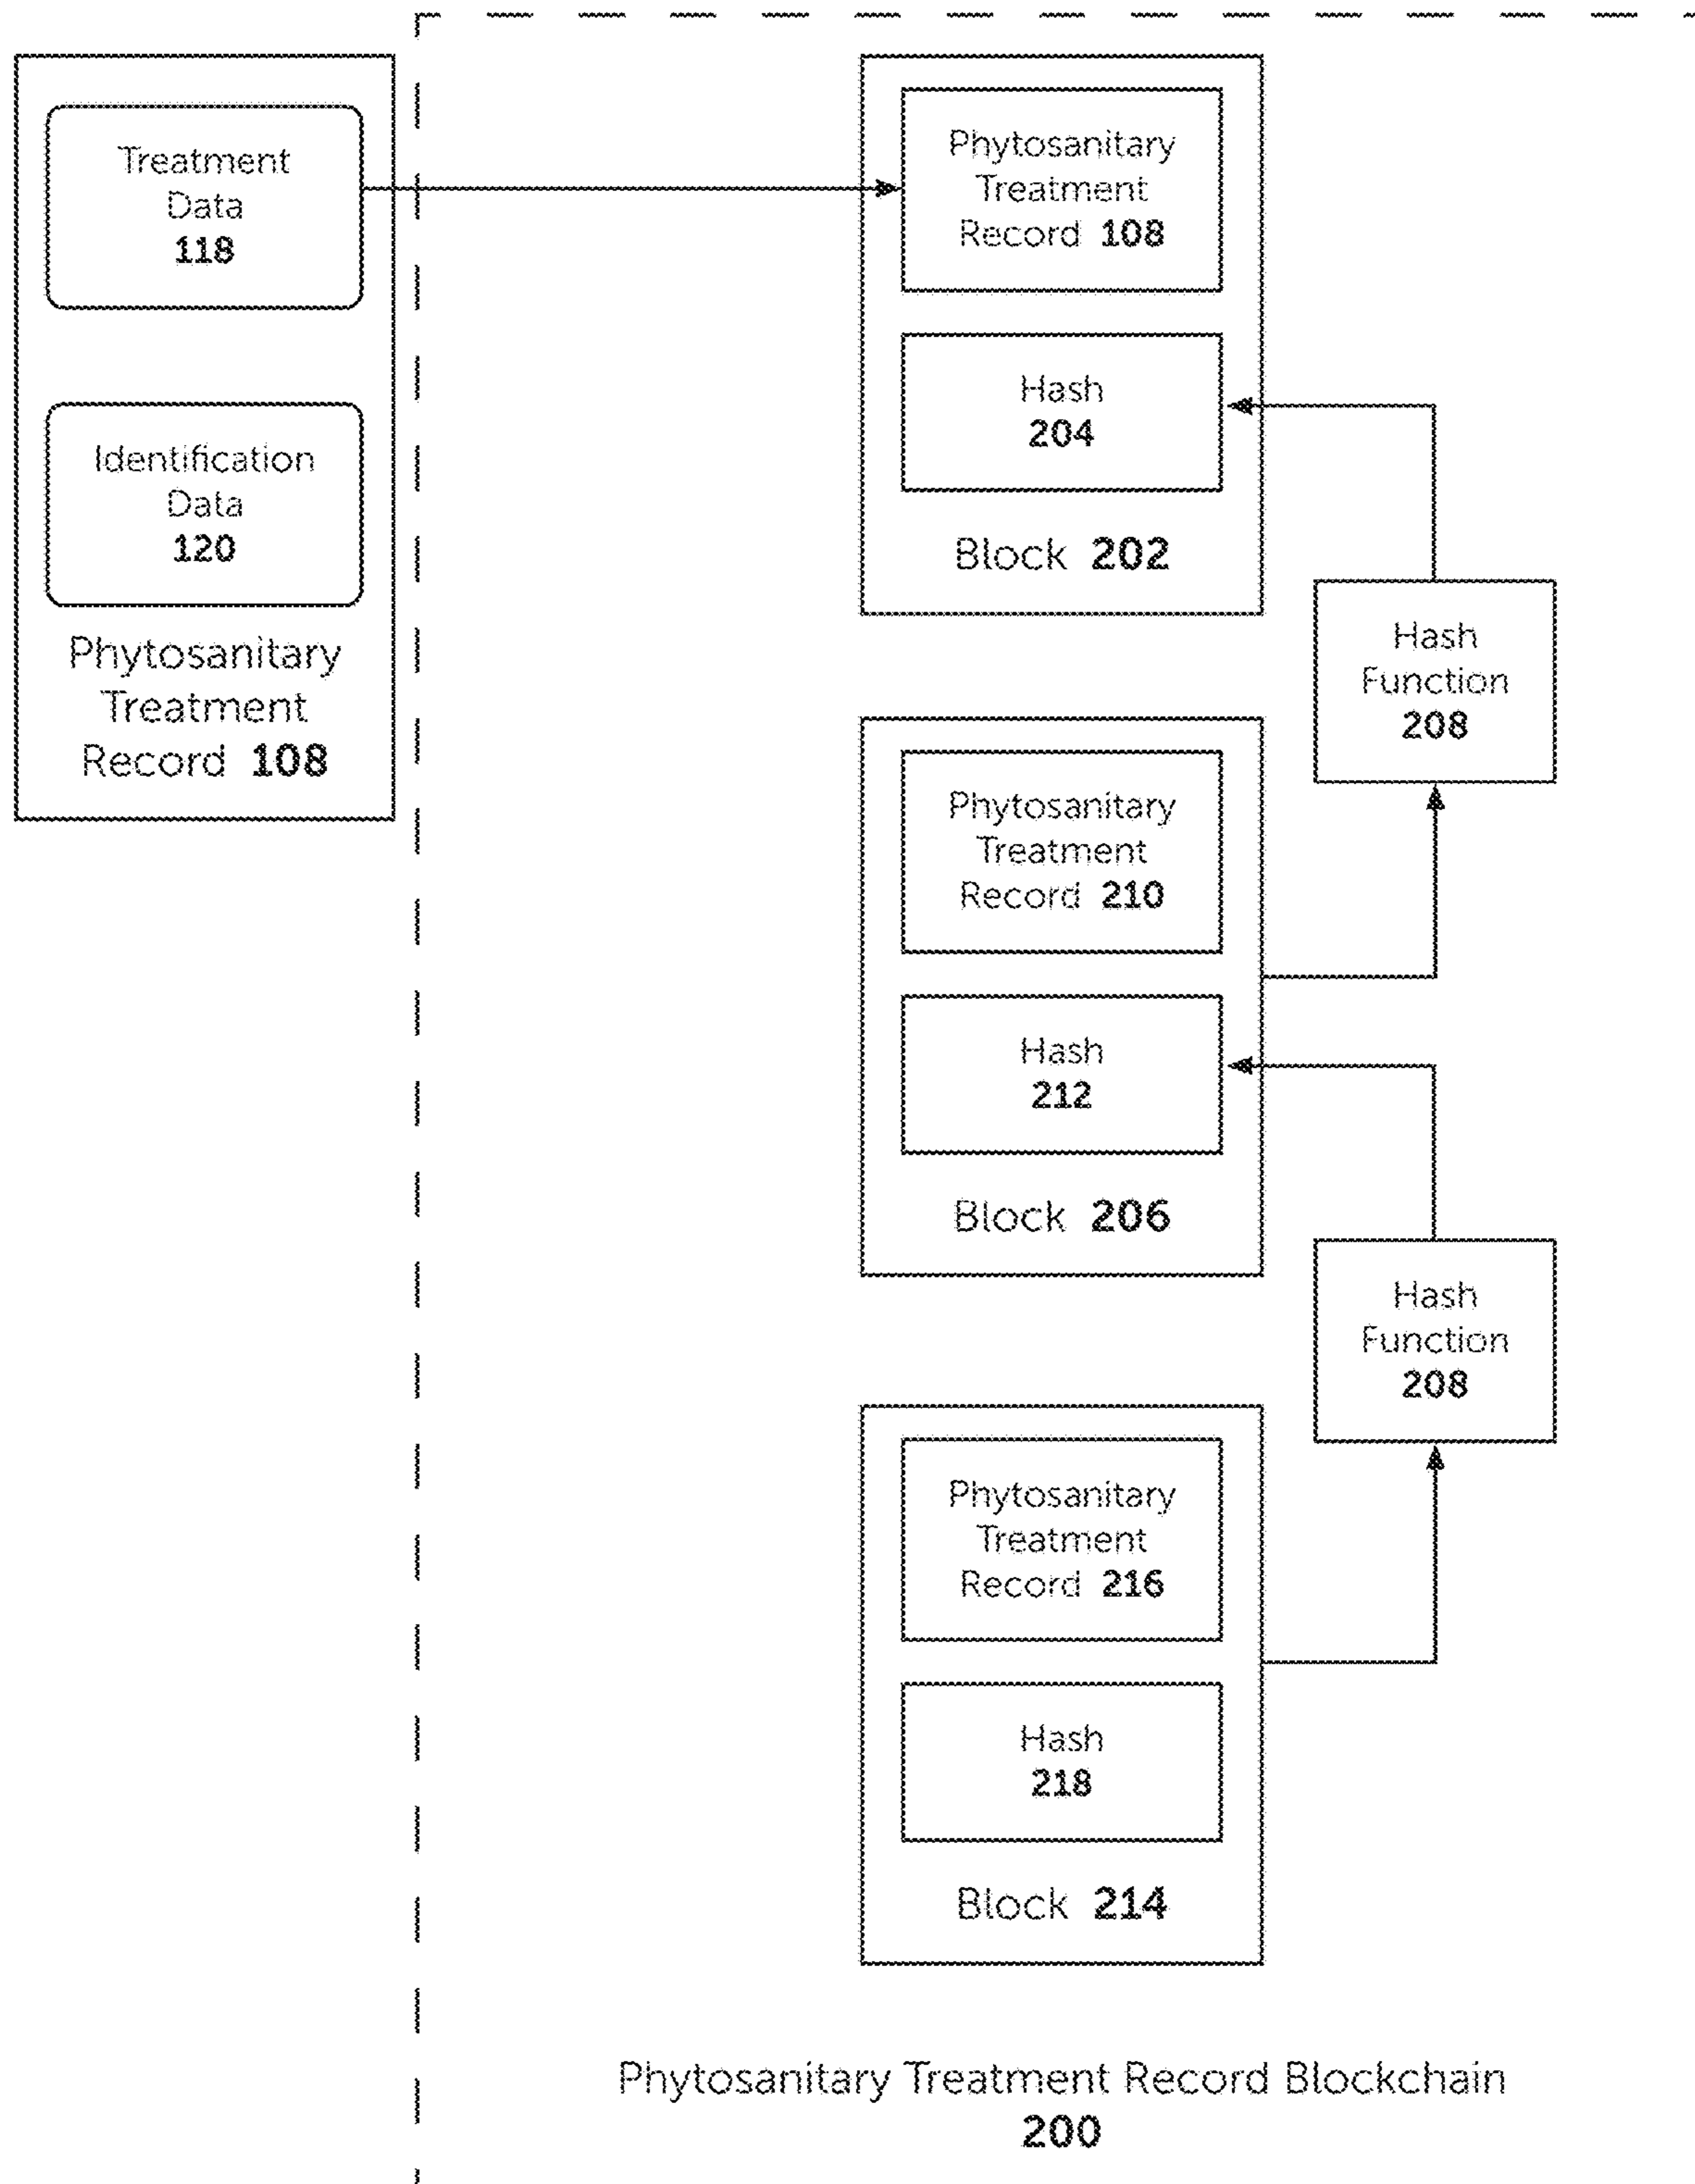 Treatment
Data
118
Identification
Data
120
Phytosanitary
Treatment
Record 108
Phytosanitary
Treatment
Record 108
Hash
204
Block 202
Hash
Function
208
Phytosanitary
Treatment
Record 210
Hash
212
Block 206
Hash
Function
208
Phytosanitary
Treatment
Record 216
Hash
218
Block 214
Phytosanitary Treatment Record Blockchain
200